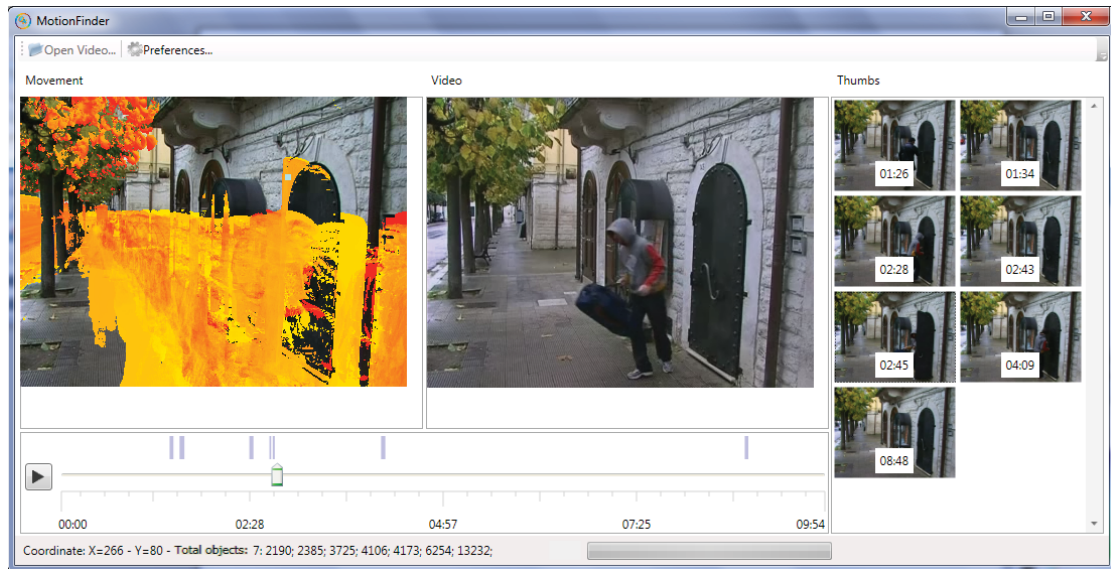 MotionFinder
Open Video... Preferences...
Movement Video Thumbs
01:26 01:34
02:28 02:43
02:45 04:09
08:48
00:00 02:28 04:57 07:25 09:54
Coordinate: X=266 - Y=80 - Total objects: 7: 2190; 2385; 3725; 4106; 4173; 6254; 13232;